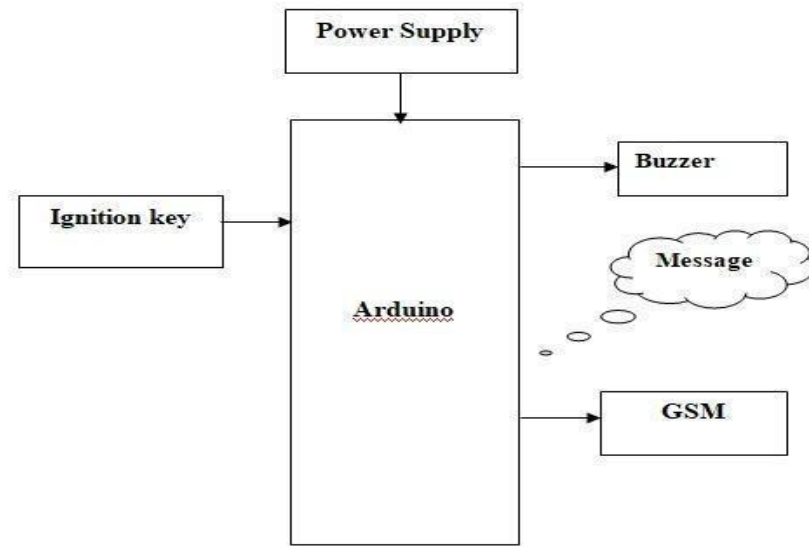 Power Supply
Buzzer
Ignition key
Message
Arduino
GSM